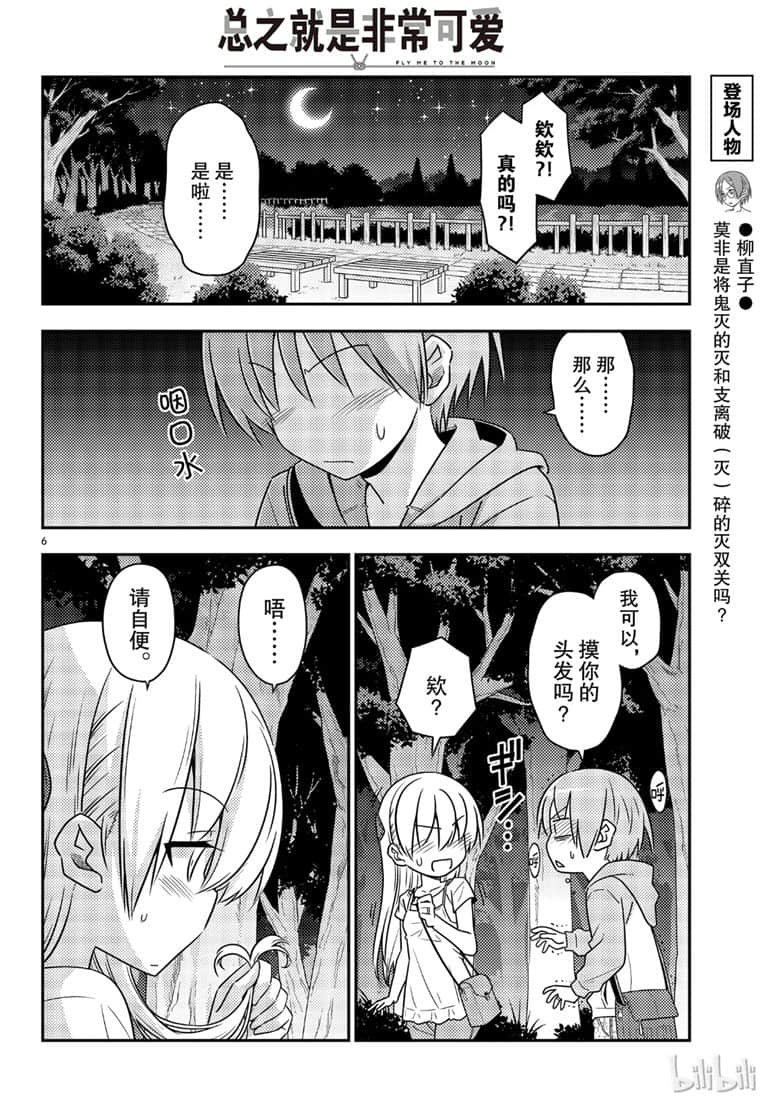 总之就是非常可爱
FLY ME TO THE MOON
登场人物
●柳直子●
莫非是将鬼灭的灭和支离破（灭）碎的灭双关吗？
欸欸?!
真的吗?!
是……
是啦……
那……
那么……
咽口水
6
我可以，
摸你的
头发吗？
欸？
ギシ…
呼
呼
唔……
请自便。
bilibili